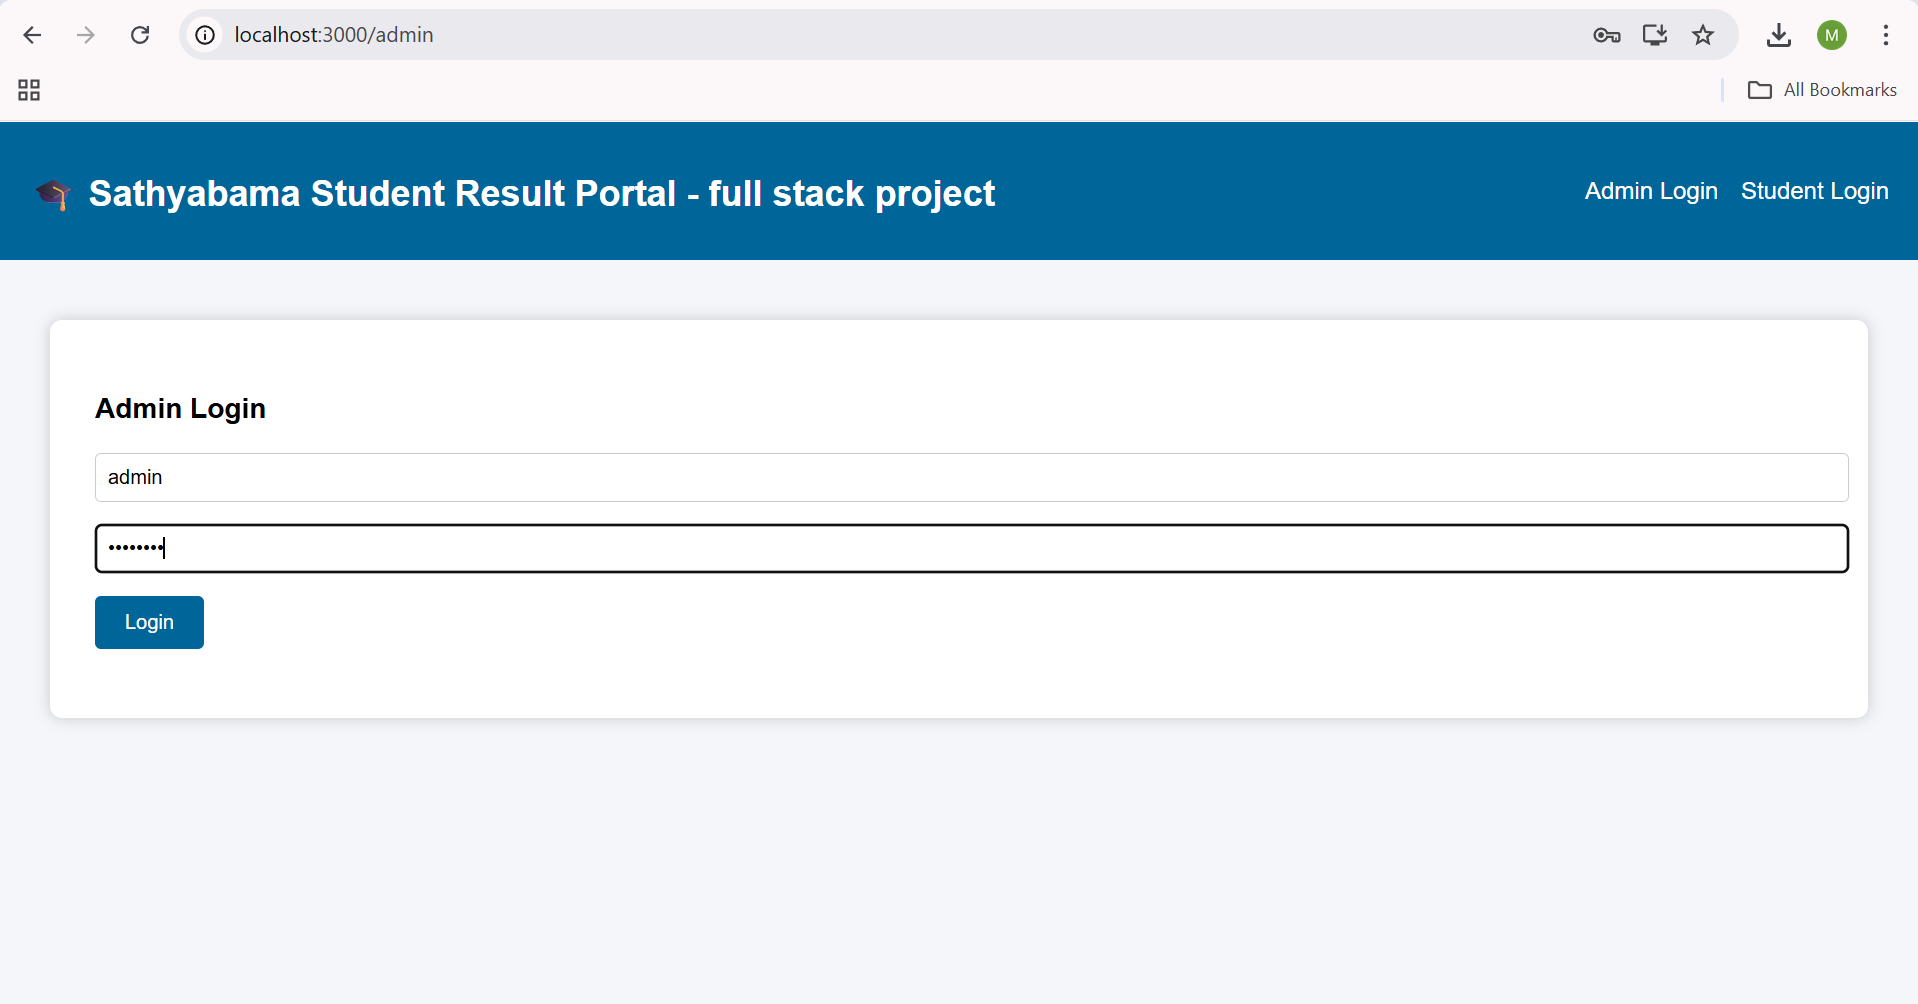 localhost:3000/admin
M
All Bookmarks
Sathyabama Student Result Portal - full stack project
Admin Login Student Login
Admin Login
admin
••••••••
Login